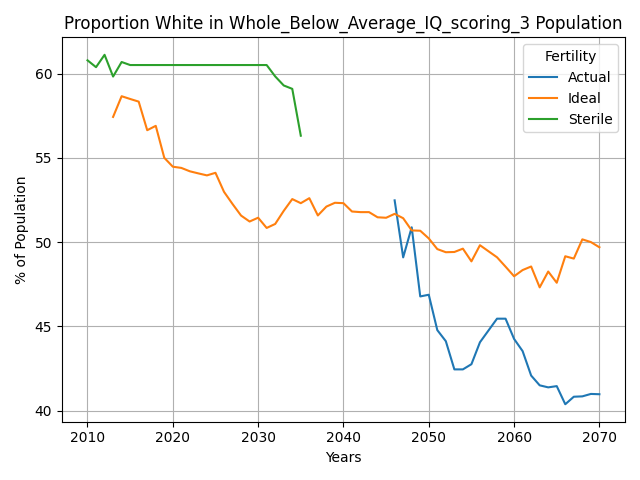 Proportion White in Whole_Below_Average_IQ_scoring_3 Population
Fertility
Actual
Ideal
Sterile
% of Population
60
55
50
45
40
2010 2020 2030 2040 2050 2060 2070
Years